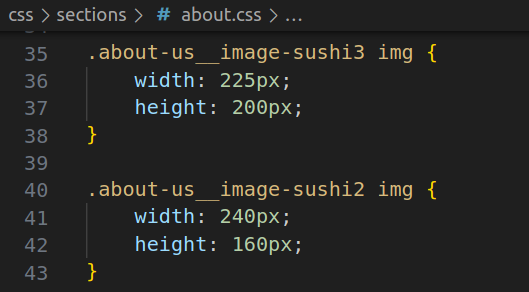 css > sections > # about.css > ...
35 .about-us__image-sushi3 img {
36 width: 225px;
37 height: 200px;
38 }
39
40 .about-us__image-sushi2 img {
41 width: 240px;
42 height: 160px;
43 }